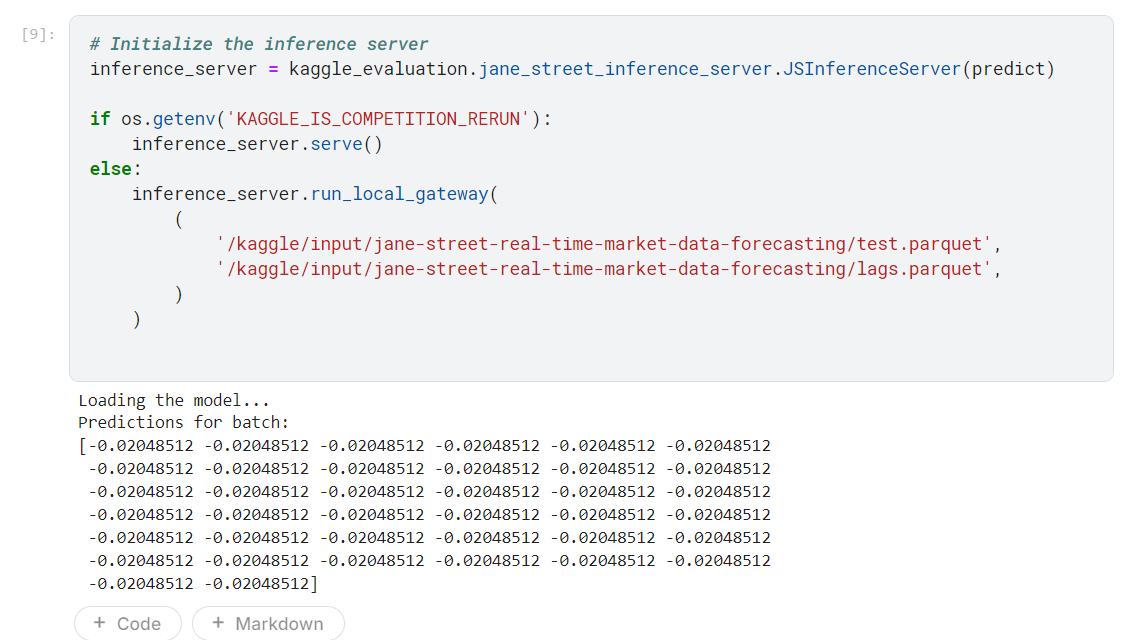 [9]:
# Initialize the inference server
inference_server = kaggle_evaluation.jane_street_inference_server.JSInferenceServer(predict)
if os.getenv('KAGGLE_IS_COMPETITION_RERUN'):
    inference_server.serve()
else:
    inference_server.run_local_gateway(
        (
            '/kaggle/input/jane-street-real-time-market-data-forecasting/test.parquet',
            '/kaggle/input/jane-street-real-time-market-data-forecasting/lags.parquet',
        )
    )
Loading the model...
Predictions for batch:
[-0.02048512 -0.02048512 -0.02048512 -0.02048512 -0.02048512 -0.02048512
 -0.02048512 -0.02048512 -0.02048512 -0.02048512 -0.02048512 -0.02048512
 -0.02048512 -0.02048512 -0.02048512 -0.02048512 -0.02048512 -0.02048512
 -0.02048512 -0.02048512 -0.02048512 -0.02048512 -0.02048512 -0.02048512
 -0.02048512 -0.02048512 -0.02048512 -0.02048512 -0.02048512 -0.02048512
 -0.02048512 -0.02048512 -0.02048512 -0.02048512 -0.02048512 -0.02048512
 -0.02048512 -0.02048512]
+ Code + Markdown